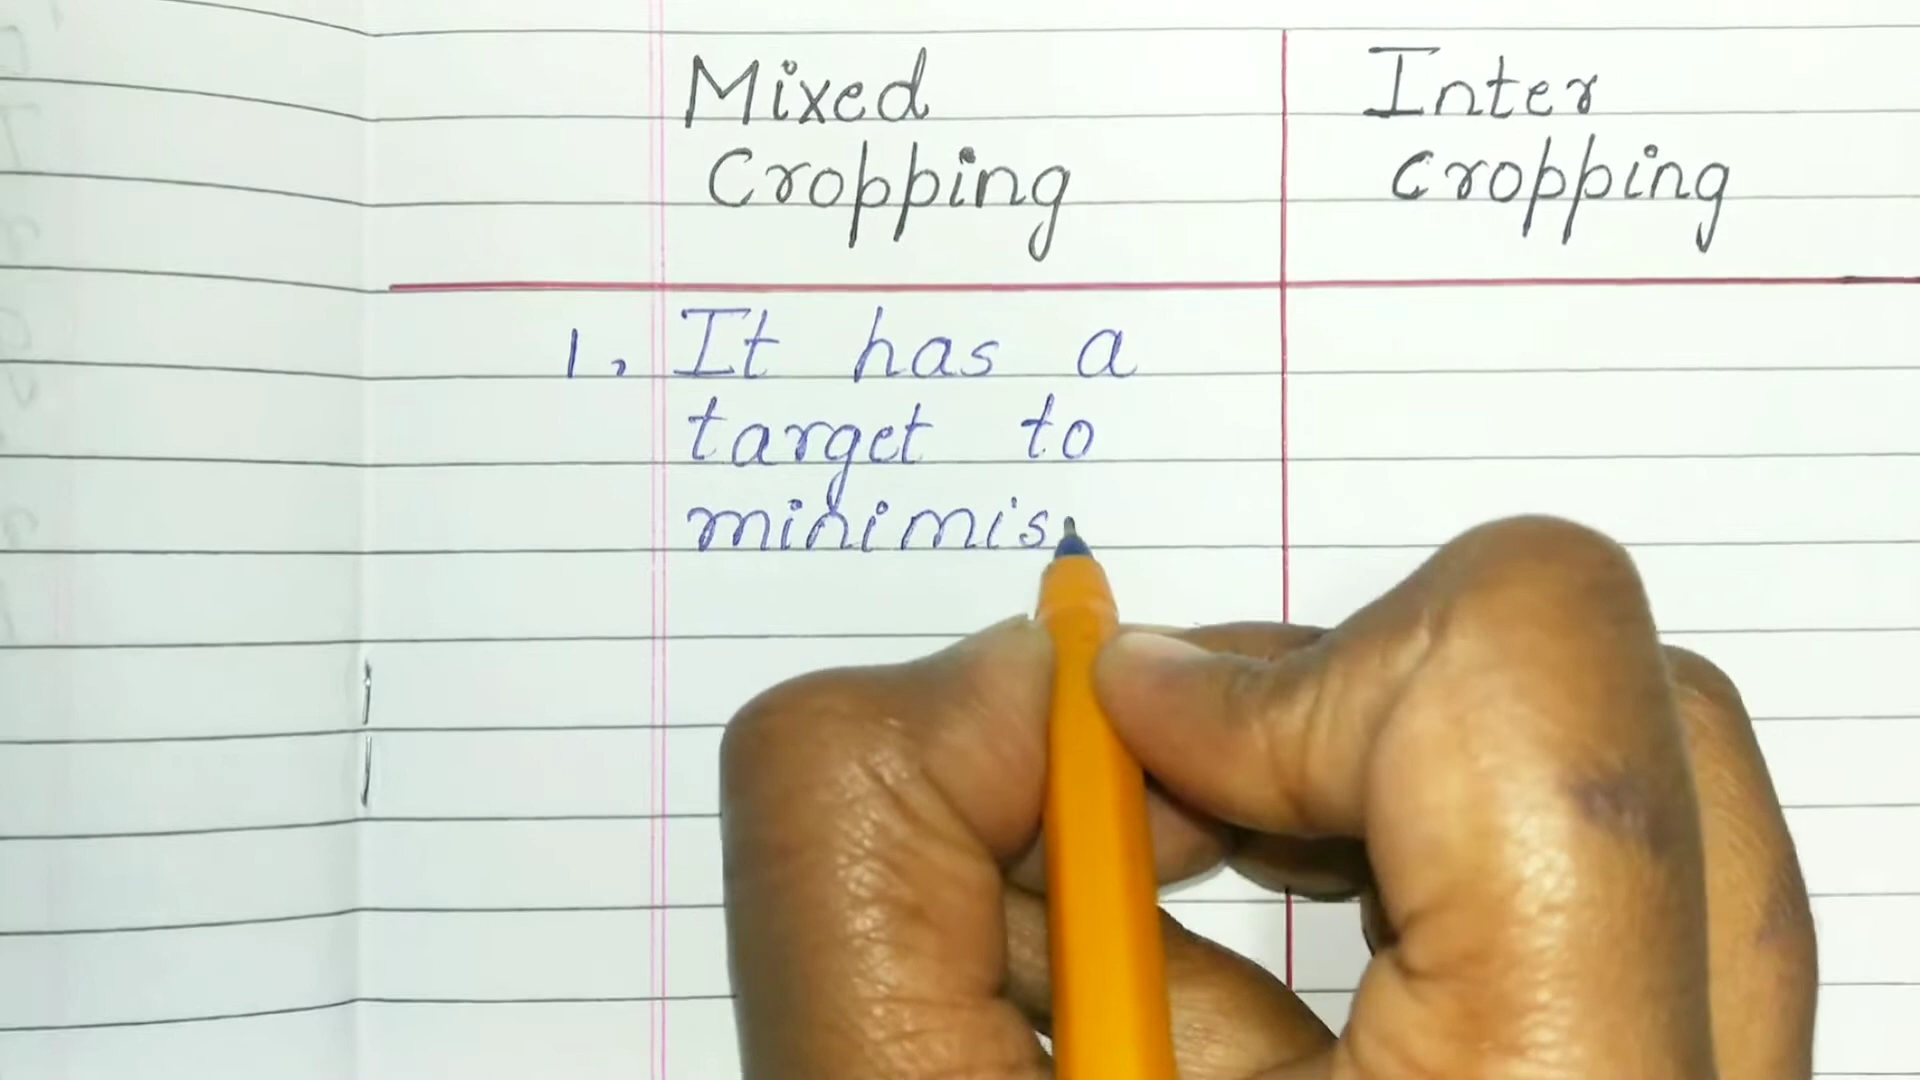 Mixed
Cropping
Inter
cropping
1. It has a
target to
minimis